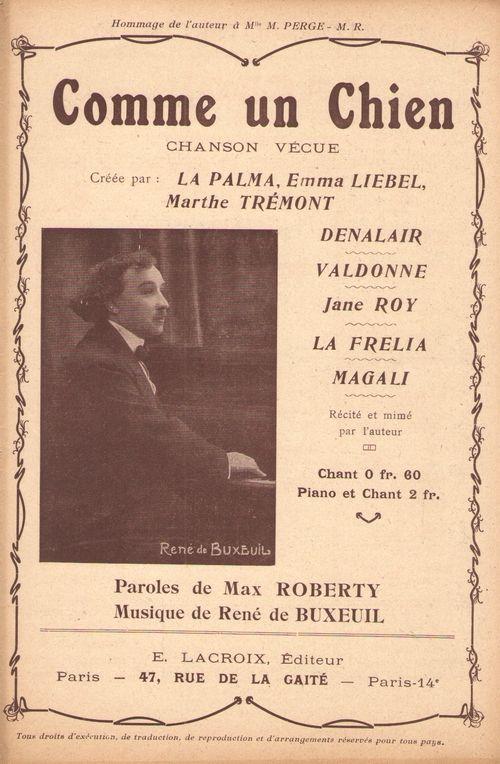 Hommage de l'auteur à Mlle M. PERGE - M. R.
Comme un Chien
CHANSON VÉCUE
Créée par : LA PALMA, Emma LIEBEL,
Marthe TRÉMONT
DENALAIR
VALDONNE
Jane ROY
LA FRELIA
MAGALI
Récité et mimé
par l'auteur
Chant 0 fr. 60
Piano et Chant 2 fr.
René de BUXEUIL
Paroles de Max ROBERTY
Musique de René de BUXEUIL
E. LACROIX, Éditeur
Paris — 47, RUE DE LA GAITÉ — Paris-14e
Tous droits d'exécution, de traduction, de reproduction et d'arrangements réservés pour tous pays.